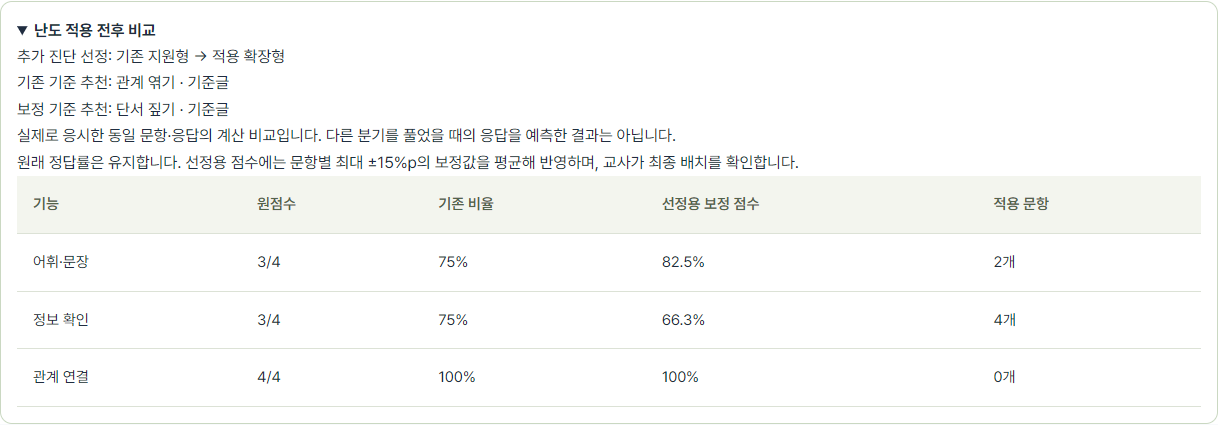 ▼ 난도 적용 전후 비교
추가 진단 선정: 기존 지원형 → 적용 확장형
기존 기준 추천: 관계 엮기 · 기준글
보정 기준 추천: 단서 짚기 · 기준글
실제로 응시한 동일 문항·응답의 계산 비교입니다. 다른 분기를 풀었을 때의 응답을 예측한 결과는 아닙니다.
원래 정답률은 유지합니다. 선정용 점수에는 문항별 최대 ±15%p의 보정값을 평균해 반영하며, 교사가 최종 배치를 확인합니다.
기능 원점수 기존 비율 선정용 보정 점수 적용 문항
어휘·문장 3/4 75% 82.5% 2개
정보 확인 3/4 75% 66.3% 4개
관계 연결 4/4 100% 100% 0개